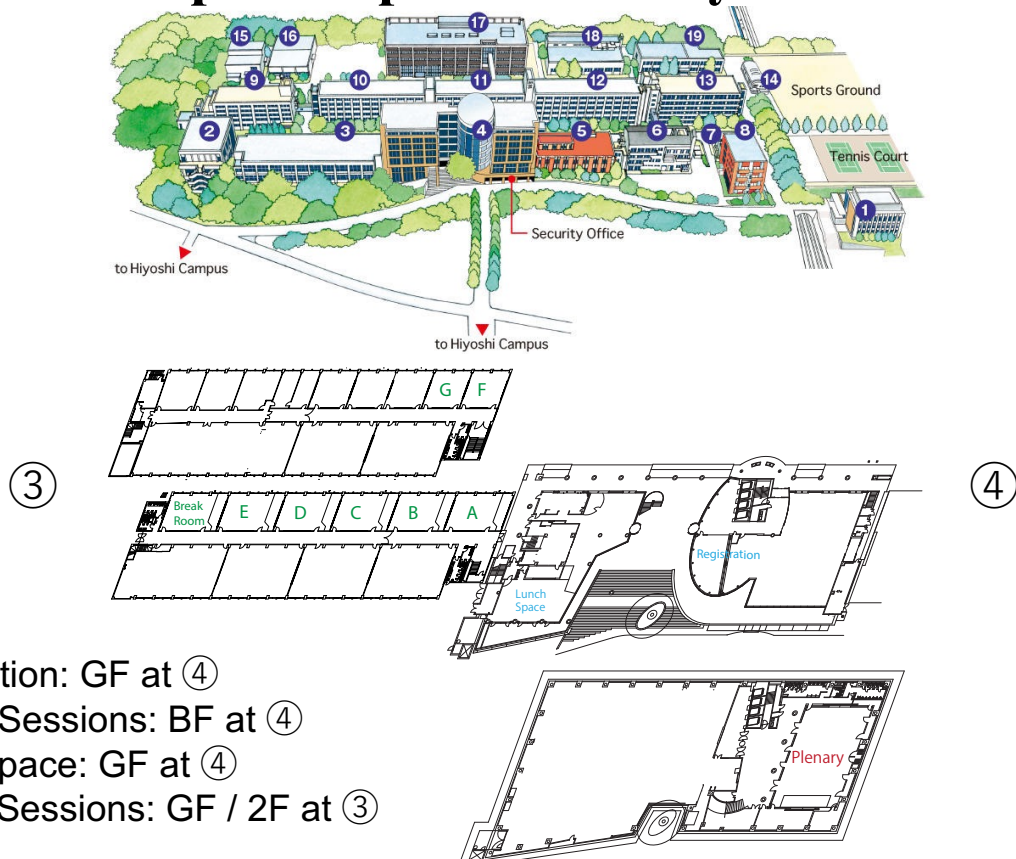 15 16 17 18 19
9 10 11 12 13 14
Sports Ground
2 3 4 5 6 7 8
Tennis Court
1
Security Office
to Hiyoshi Campus
to Hiyoshi Campus
G F
③ ④
Break
Room
E D C B A
Registration
Lunch
Space
tion: GF at ④
Sessions: BF at ④
pace: GF at ④
Sessions: GF / 2F at ③
Plenary